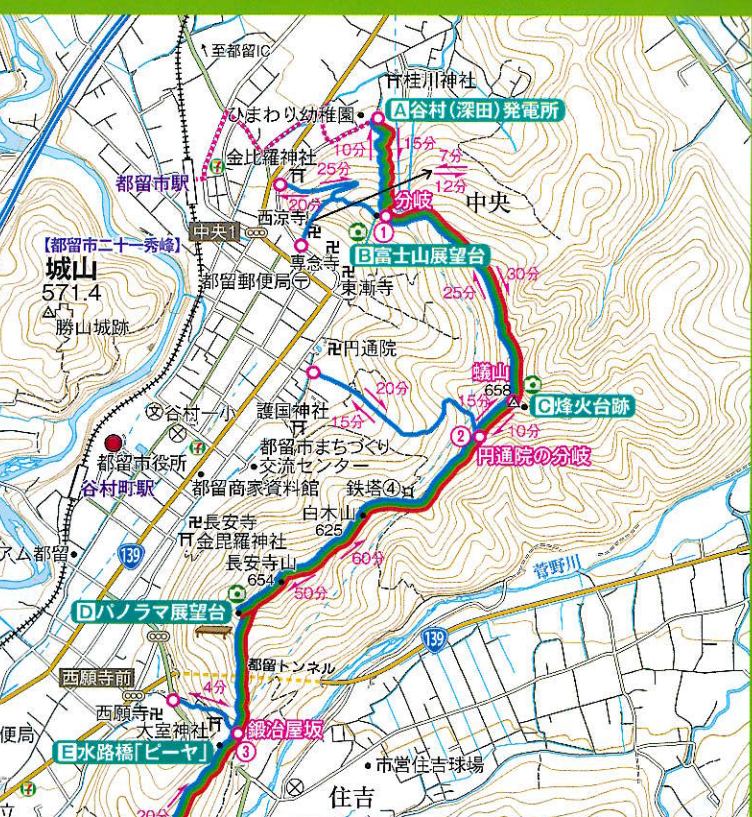 至都留IC
卍桂川神社
ひまわり幼稚園
A谷村(深田)発電所
10分
15分
7分
12分
金比羅神社
25分
20分
都留市駅
西涼寺
分岐
中央
①
中央1
【都留市二十一秀峰】
B富士山展望台
専念寺
城山
571.4
勝山城跡
都留郵便局
東漸寺
30分
25分
卍円通院
蟻山
658
20分
15分
15分
C烽火台跡
10分
文
谷村一小
護国神社
②
円通院の分岐
都留市まちづくり
交流センター
都留市役所
谷村町駅
都留商家資料館
鉄塔④
白木山
625
卍長安寺
金毘羅神社
アム都留
139
長安寺山
654
60分
50分
菅野川
Dパノラマ展望台
139
都留トンネル
西願寺前
4分
西願寺卍
大室神社
鍛冶屋坂
③
便局
E水路橋「ピーヤ」
市営住吉球場
住吉
立
20分